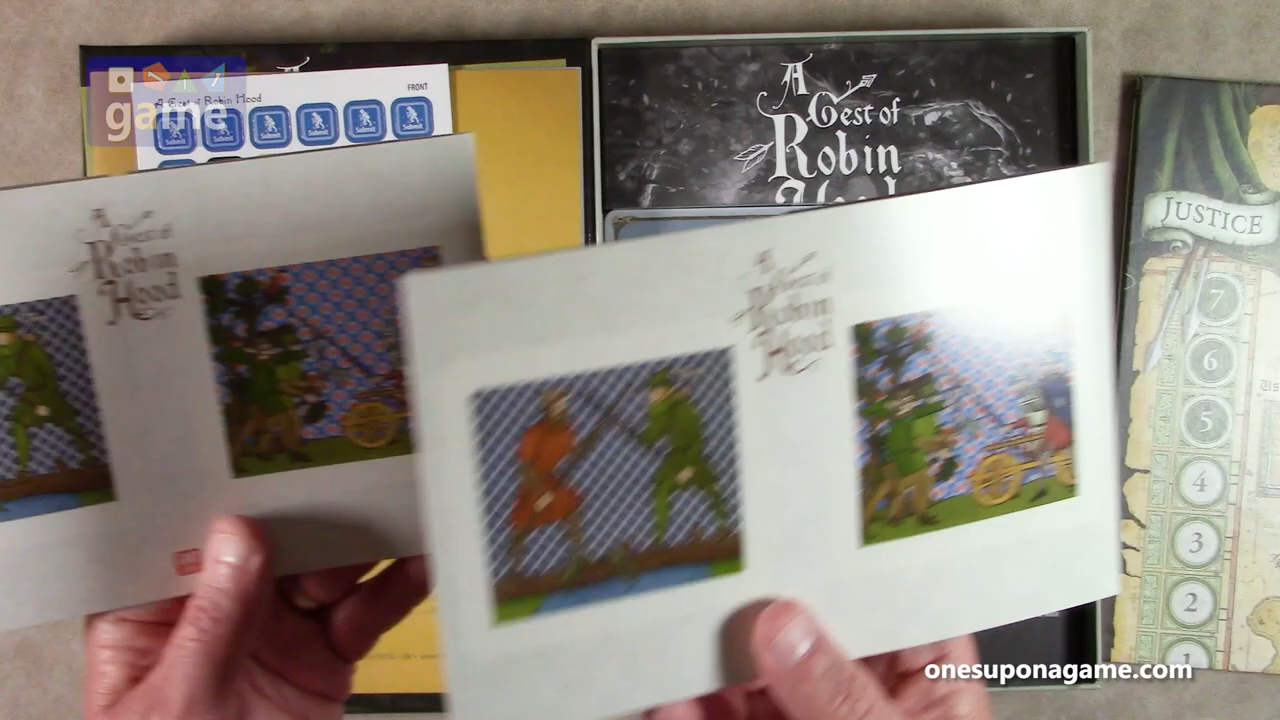 game
A Gest of Robin Hood
FRONT
Submit
Submit
Submit
Submit
Submit
Submit
A
Gest of
Robin
Hood
A
Gest of
Robin
Hood
A
Gest of
Robin
Hood
JUSTICE
7
6
5
4
3
2
1
onesuponagame.com